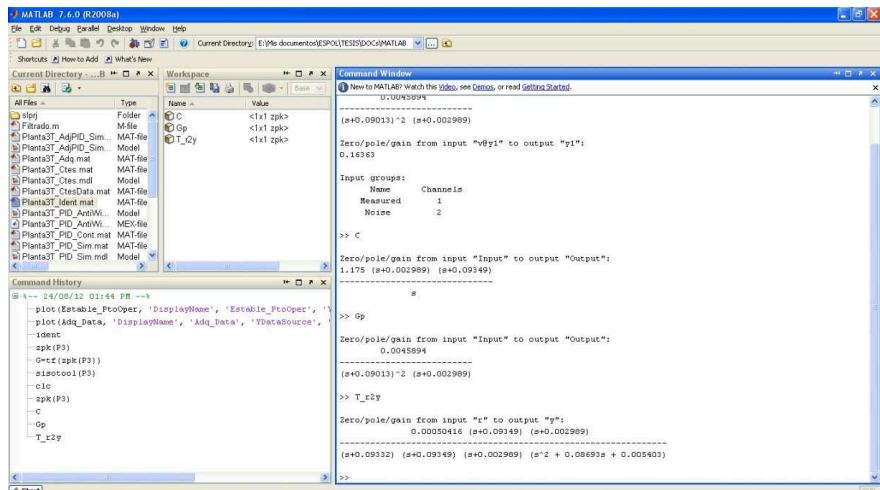 MATLAB 7.6.0 (R2008a)
File Edit Debug Parallel Desktop Window Help
Current Directory: E:\Mis documentos\ESPOL\TESIS\DOCs\MATLAB
Shortcuts How to Add What's New
Current Directory - ...B
All Files Type
slprj Folder
Filtrado.m M-file
Planta3T_AdjPID_Sim... MAT-file
Planta3T_AdjPID_Sim... Model
Planta3T_Adq.mat MAT-file
Planta3T_Ctes.mat MAT-file
Planta3T_Ctes.mdl Model
Planta3T_CtesData.mat MAT-file
Planta3T_Ident.mat MAT-file
Planta3T_PID_AntiWi... Model
Planta3T_PID_AntiWi... MEX-file
Planta3T_PID_Cont.mat MAT-file
Planta3T_PID_Sim.mat MAT-file
Planta3T_PID_Sim.mdl Model
Workspace
Base
Name Value
C <1x1 zpk>
Gp <1x1 zpk>
T_r2y <1x1 zpk>
Command History
%-- 24/08/12 01:44 PM --%
plot(Estable_PtoOper, 'DisplayName', 'Estable_PtoOper', 'Y
plot(Adq_Data, 'DisplayName', 'Adq_Data', 'YDataSource', '
ident
zpk(P3)
G=tf(zpk(P3))
sisotool(P3)
clc
zpk(P3)
C
Gp
T_r2y
Command Window
New to MATLAB? Watch this Video, see Demos, or read Getting Started.
0.0045894
--------------------------
(s+0.09013)^2 (s+0.002989)
Zero/pole/gain from input "v@y1" to output "y1":
0.16363
Input groups:
Name Channels
Measured 1
Noise 2
>> C
Zero/pole/gain from input "Input" to output "Output":
1.175 (s+0.002989) (s+0.09349)
------------------------------
s
>> Gp
Zero/pole/gain from input "Input" to output "Output":
0.0045894
--------------------------
(s+0.09013)^2 (s+0.002989)
>> T_r2y
Zero/pole/gain from input "r" to output "y":
0.00050416 (s+0.09349) (s+0.002989)
----------------------------------------------------------------
(s+0.09332) (s+0.09349) (s+0.002989) (s^2 + 0.08693s + 0.005403)
>>
Start